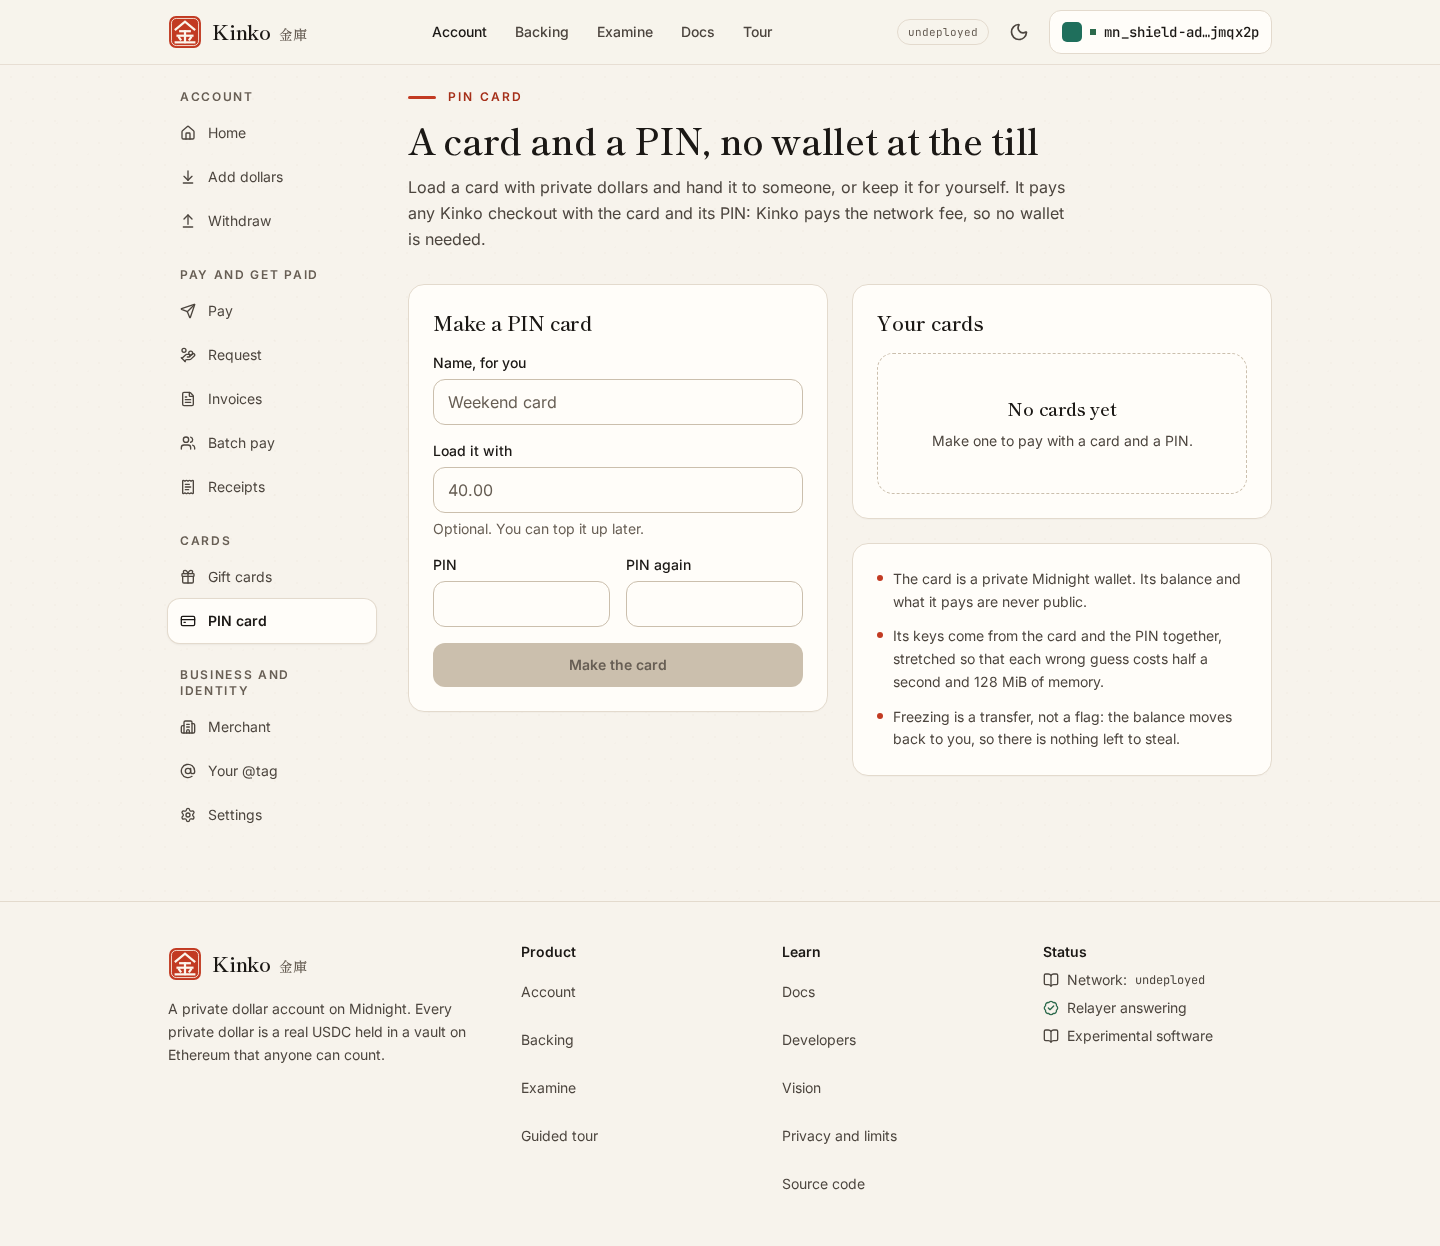 金 Kinko 金庫
Account
Backing
Examine
Docs
Tour
undeployed
mn_shield-ad…jmqx2p
ACCOUNT
Home
Add dollars
Withdraw
PAY AND GET PAID
Pay
Request
Invoices
Batch pay
Receipts
CARDS
Gift cards
PIN card
BUSINESS AND
IDENTITY
Merchant
Your @tag
Settings
PIN CARD
A card and a PIN, no wallet at the till
Load a card with private dollars and hand it to someone, or keep it for yourself. It pays
any Kinko checkout with the card and its PIN: Kinko pays the network fee, so no wallet
is needed.
Make a PIN card
Name, for you
Weekend card
Load it with
40.00
Optional. You can top it up later.
PIN
PIN again
Make the card
Your cards
No cards yet
Make one to pay with a card and a PIN.
The card is a private Midnight wallet. Its balance and
what it pays are never public.
Its keys come from the card and the PIN together,
stretched so that each wrong guess costs half a
second and 128 MiB of memory.
Freezing is a transfer, not a flag: the balance moves
back to you, so there is nothing left to steal.
金 Kinko 金庫
A private dollar account on Midnight. Every
private dollar is a real USDC held in a vault on
Ethereum that anyone can count.
Product
Account
Backing
Examine
Guided tour
Learn
Docs
Developers
Vision
Privacy and limits
Source code
Status
Network: undeployed
Relayer answering
Experimental software